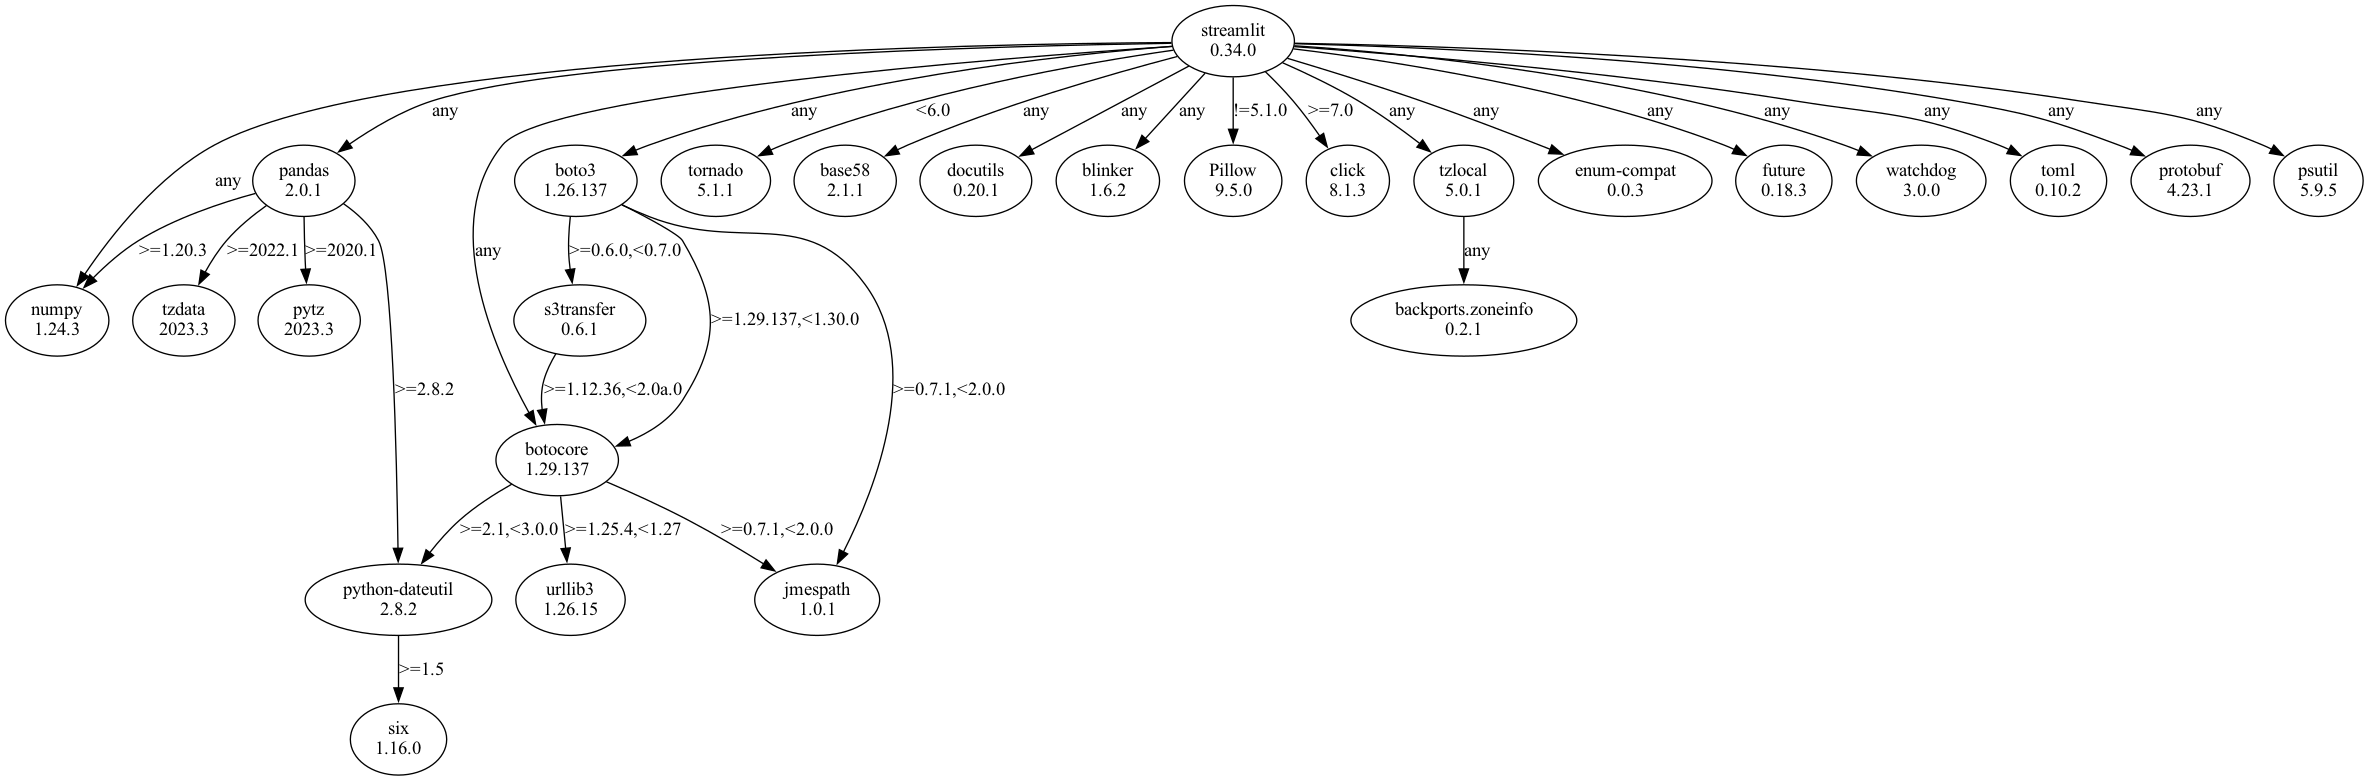 streamlit
0.34.0
any
any
<6.0
any
any
any
!=5.1.0
>=7.0
any
any
any
any
any
any
any
pandas
2.0.1
boto3
1.26.137
tornado
5.1.1
base58
2.1.1
docutils
0.20.1
blinker
1.6.2
Pillow
9.5.0
click
8.1.3
tzlocal
5.0.1
enum-compat
0.0.3
future
0.18.3
watchdog
3.0.0
toml
0.10.2
protobuf
4.23.1
psutil
5.9.5
any
>=1.20.3
>=2022.1
>=2020.1
any
>=0.6.0,<0.7.0
any
numpy
1.24.3
tzdata
2023.3
pytz
2023.3
s3transfer
0.6.1
>=1.29.137,<1.30.0
backports.zoneinfo
0.2.1
>=2.8.2
>=1.12.36,<2.0a.0
>=0.7.1,<2.0.0
botocore
1.29.137
>=2.1,<3.0.0
>=1.25.4,<1.27
>=0.7.1,<2.0.0
python-dateutil
2.8.2
urllib3
1.26.15
jmespath
1.0.1
>=1.5
six
1.16.0